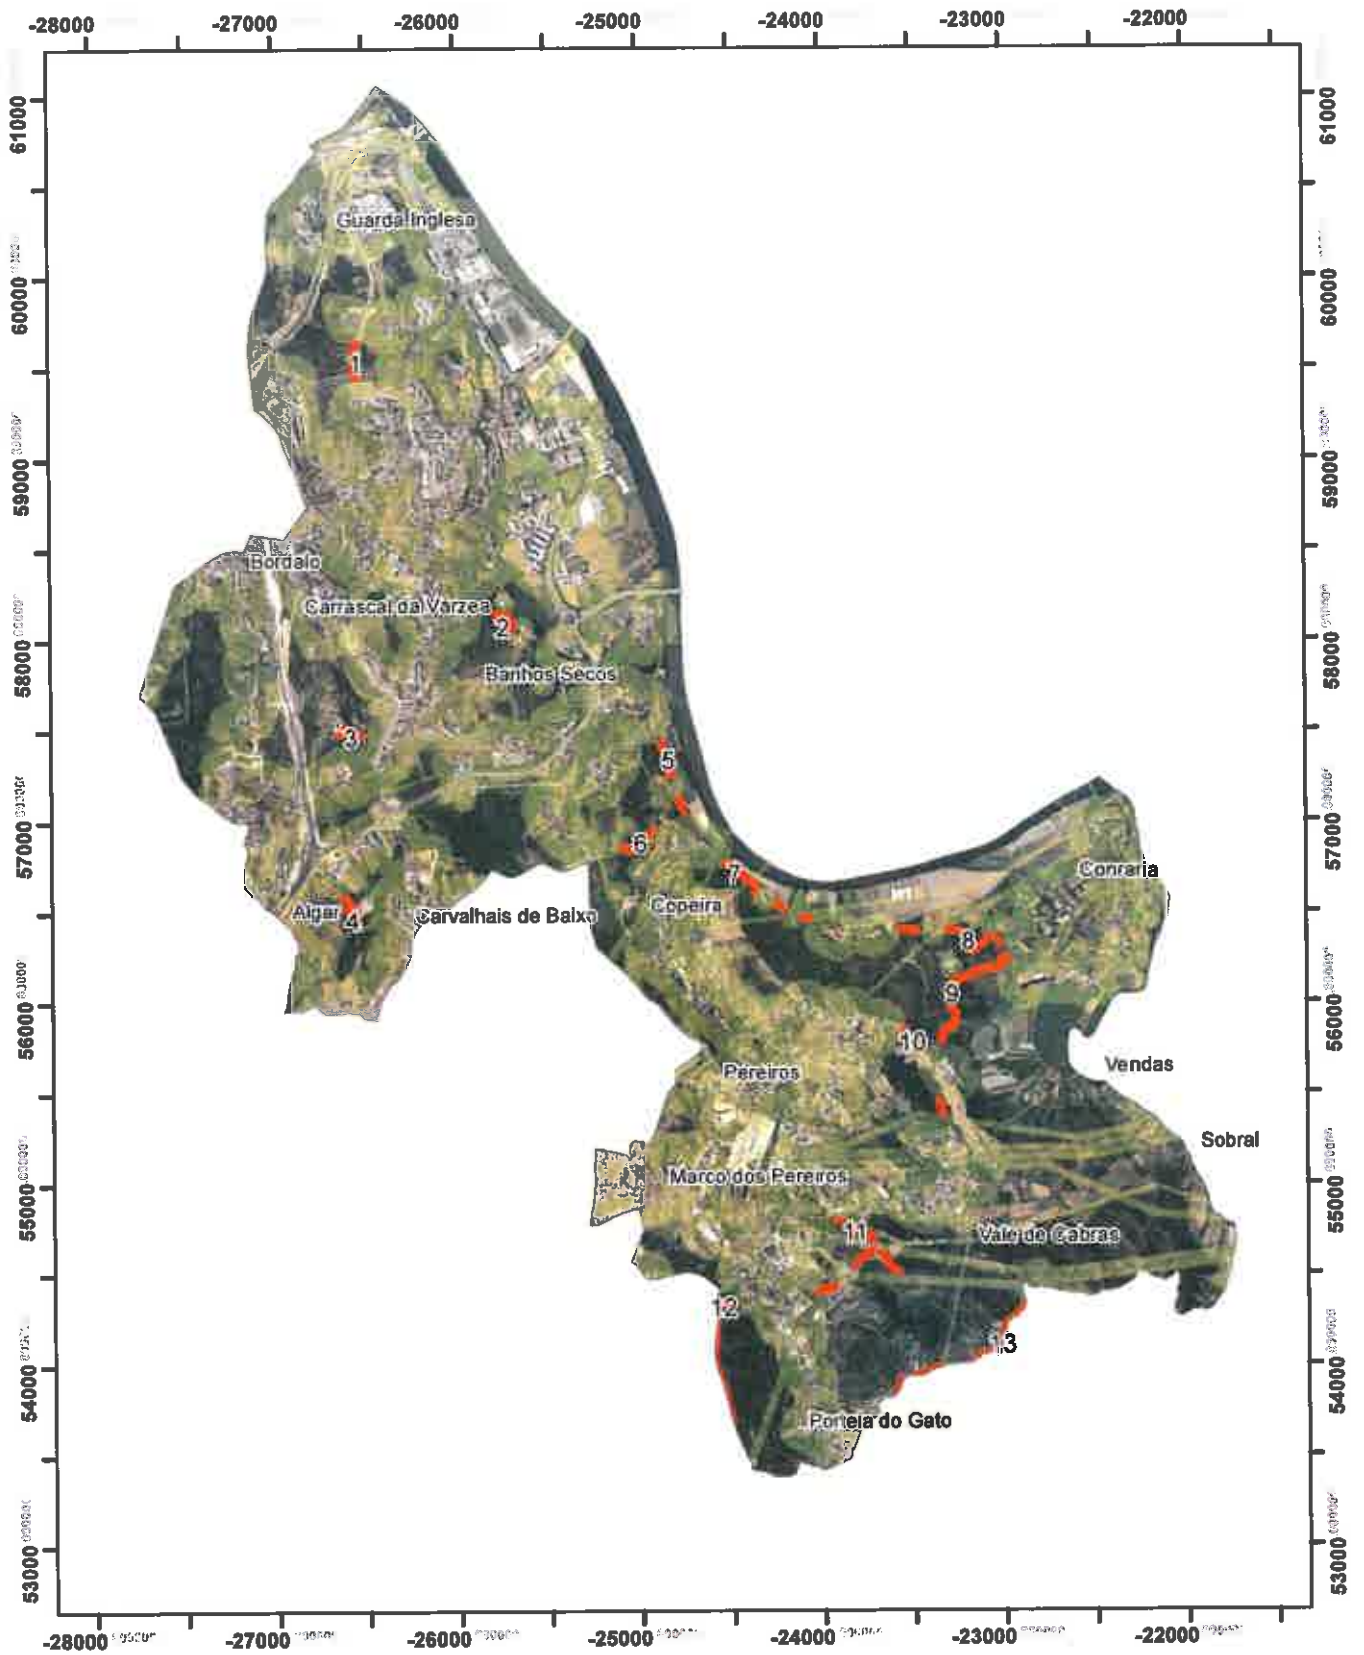 -28000 -27000 -26000 -25000 -24000 -23000 -22000
61000 61000
Guarda Inglesa
60000 60000
1
59000 59000
Bordalo
Carrascal da Varzea
2
58000 58000
Banhos Secos
3
5
57000 57000
6
7
Conraria
Algar
4
Carvalhais de Baixo
Copeira
8
9
56000 56000
10
Pereiros
Vendas
Sobral
Marco dos Pereiros
55000 55000
11
Vale de Cabras
12
13
54000 54000
Portela do Gato
53000 53000
-28000 -27000 -26000 -25000 -24000 -23000 -22000